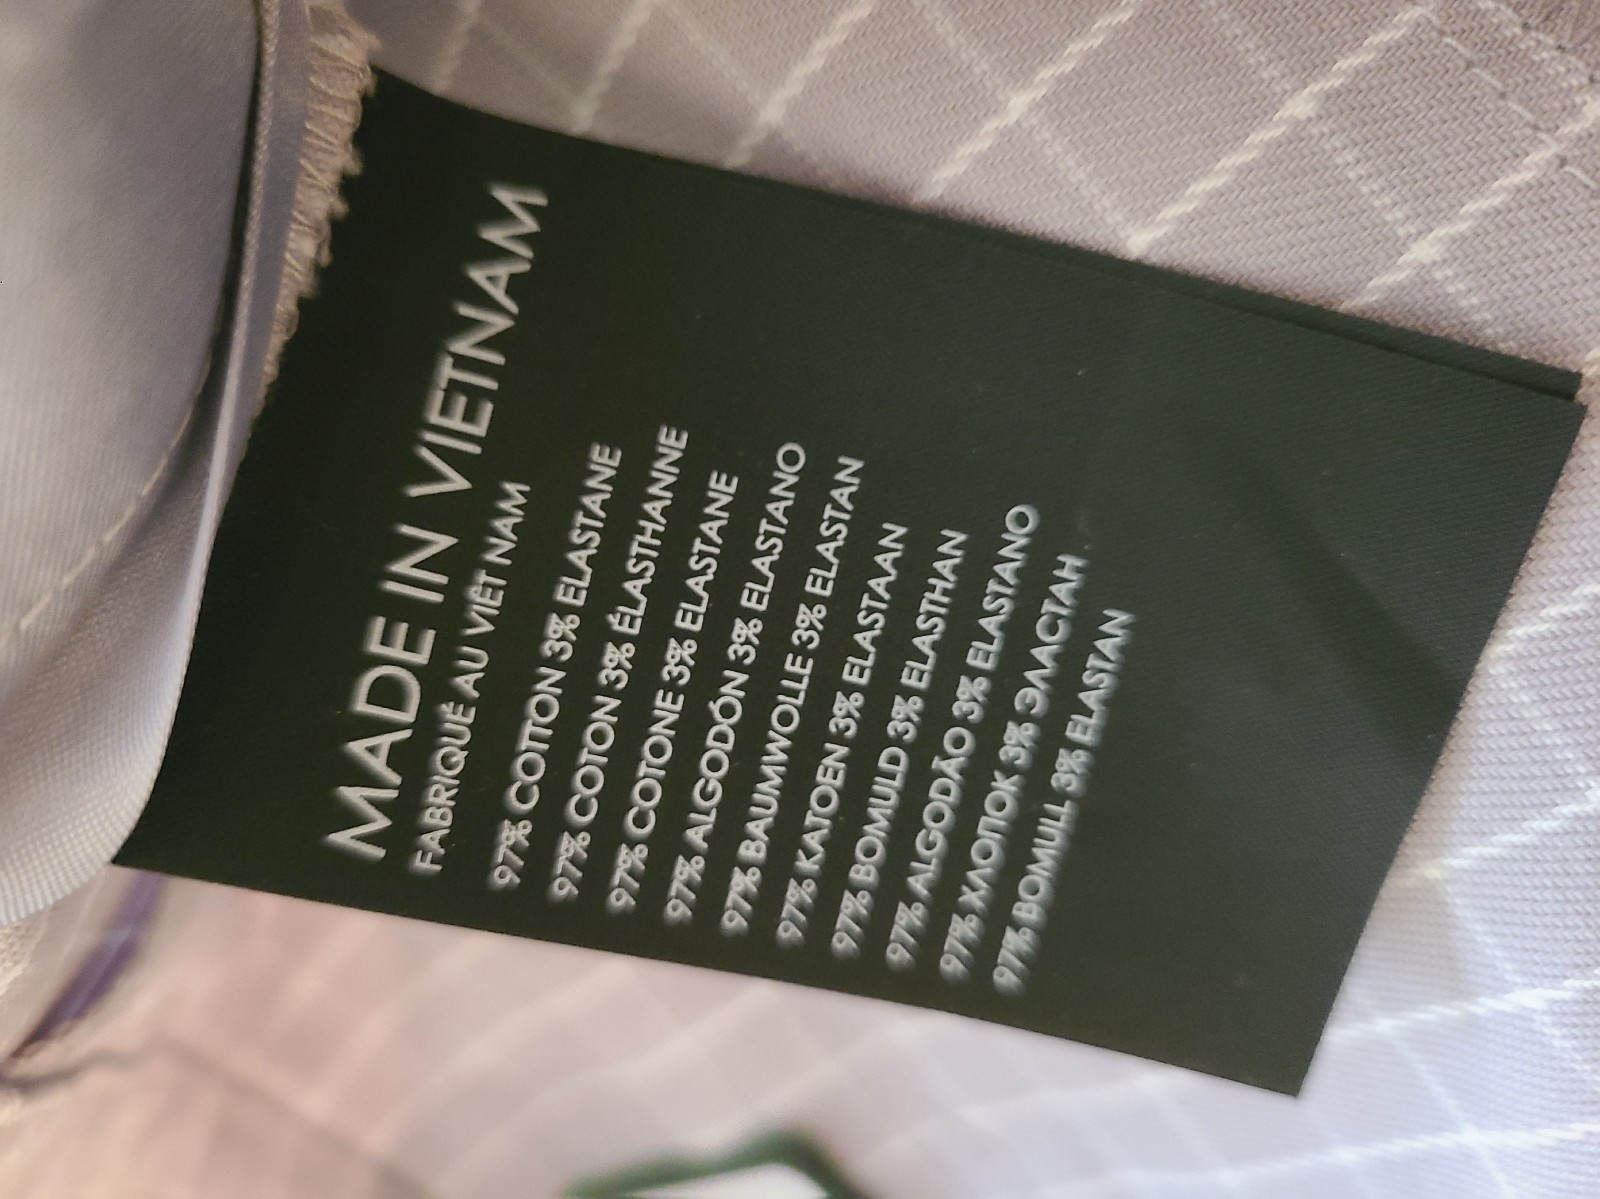 MADE IN VIETNAM
FABRIQUÉ AU VIÊT NAM
97% COTTON 3% ELASTANE
97% COTON 3% ÉLASTHANNE
97% COTONE 3% ELASTANE
97% ALGODÓN 3% ELASTANO
97% BAUMWOLLE 3% ELASTAN
97% KATOEN 3% ELASTAAN
97% BOMULD 3% ELASTHAN
97% ALGODÃO 3% ELASTANO
97% ХЛОПОК 3% ЭЛАСТАН
97% BOMULL 3% ELASTAN